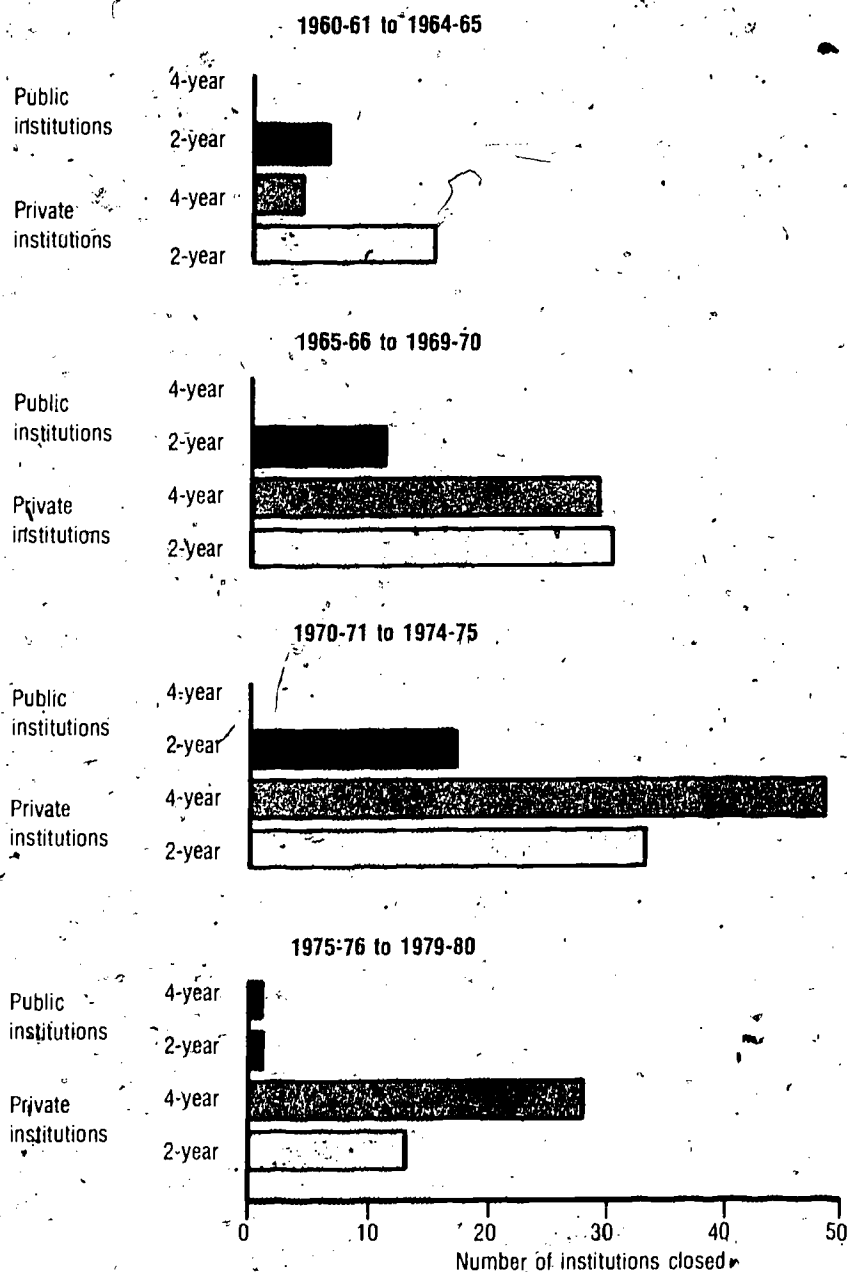 1960-61 to 1964-65
Public
institutions
4-year
2-year
Private
institutions
4-year
2-year
1965-66 to 1969-70
Public
institutions
4-year
2-year
Private
institutions
4-year
2-year
1970-71 to 1974-75
Public
institutions
4-year
2-year
Private
institutions
4-year
2-year
1975-76 to 1979-80
Public
institutions
4-year
2-year
Private
institutions
4-year
2-year
0 10 20 30 40 50
Number of institutions closed